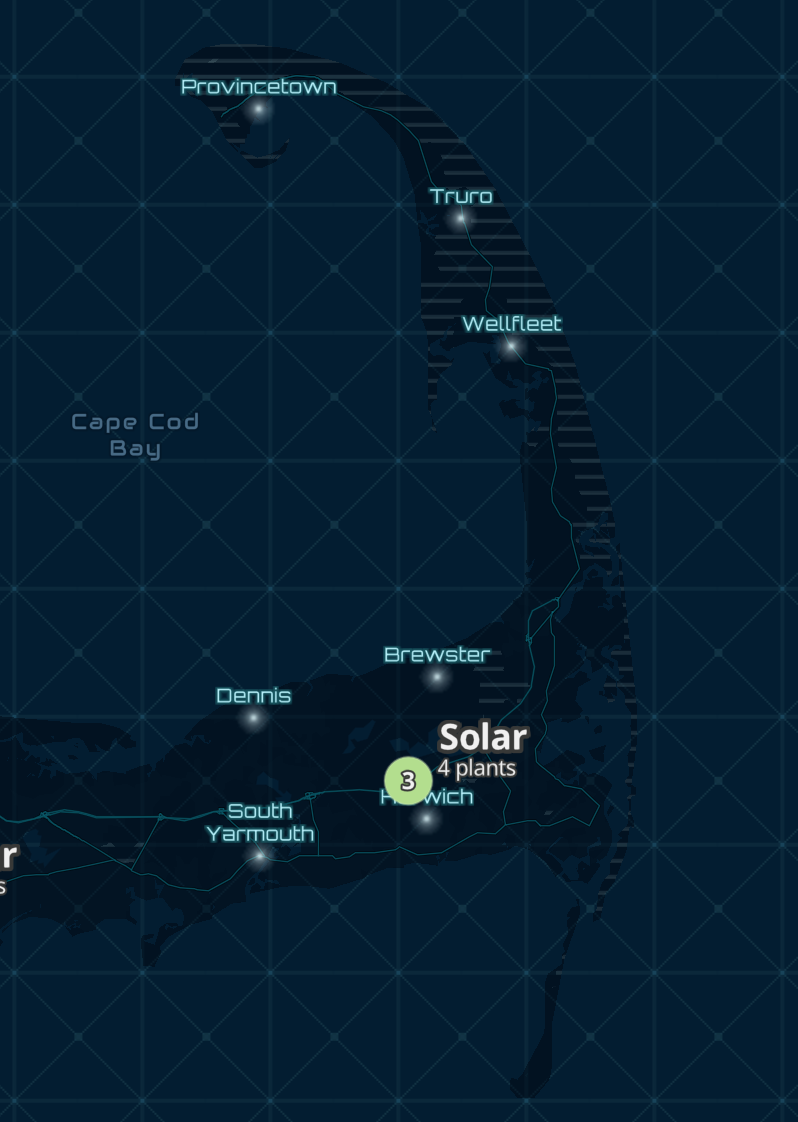 Provincetown
Truro
Wellfleet
Cape Cod
Bay
Brewster
Dennis
Solar
4 plants
3
South
Yarmouth
r
s